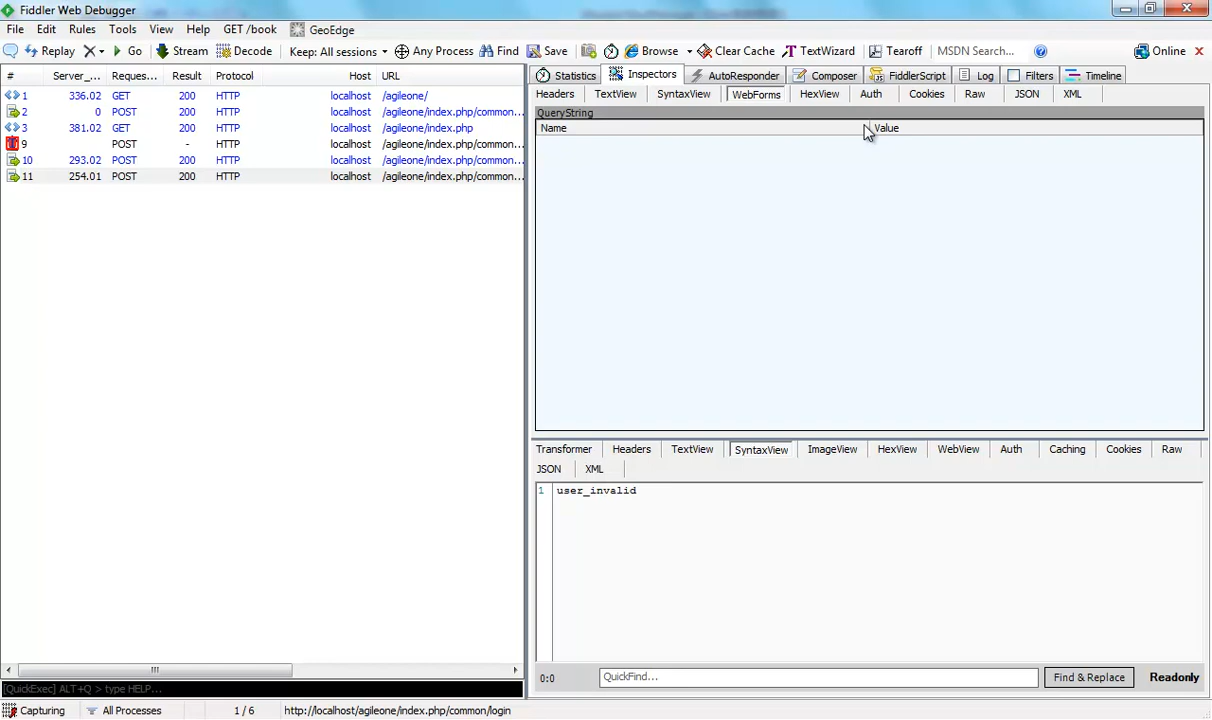 Fiddler Web Debugger
File Edit Rules Tools View Help GET /book GeoEdge
Replay Go Stream Decode Keep: All sessions Any Process Find Save Browse Clear Cache TextWizard Tearoff MSDN Search... Online
# Server_... Reques... Result Protocol Host URL
1 336.02 GET 200 HTTP localhost /agileone/
2 0 POST 200 HTTP localhost /agileone/index.php/common...
3 381.02 GET 200 HTTP localhost /agileone/index.php
9 POST - HTTP localhost /agileone/index.php/common...
10 293.02 POST 200 HTTP localhost /agileone/index.php/common...
11 254.01 POST 200 HTTP localhost /agileone/index.php/common...
Statistics Inspectors AutoResponder Composer FiddlerScript Log Filters Timeline
Headers TextView SyntaxView WebForms HexView Auth Cookies Raw JSON XML
QueryString
Name Value
Transformer Headers TextView SyntaxView ImageView HexView WebView Auth Caching Cookies Raw
JSON XML
1 user_invalid
0:0 QuickFind... Find & Replace Readonly
[QuickExec] ALT+Q > type HELP...
Capturing All Processes 1 / 6 http://localhost/agileone/index.php/common/login